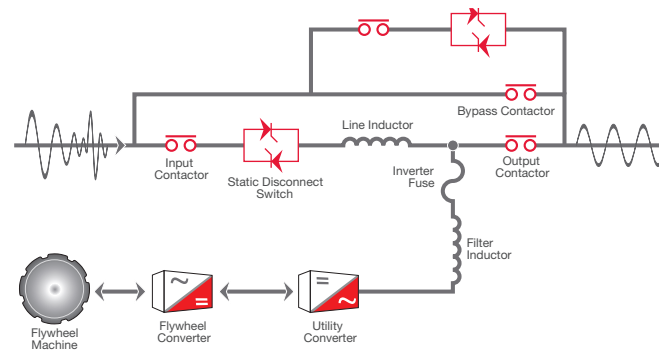 Bypass Contactor
Line Inductor
Input
Contactor
Static Disconnect
Switch
Inverter
Fuse
Output
Contactor
Filter
Inductor
Flywheel
Machine
Flywheel
Converter
Utility
Converter